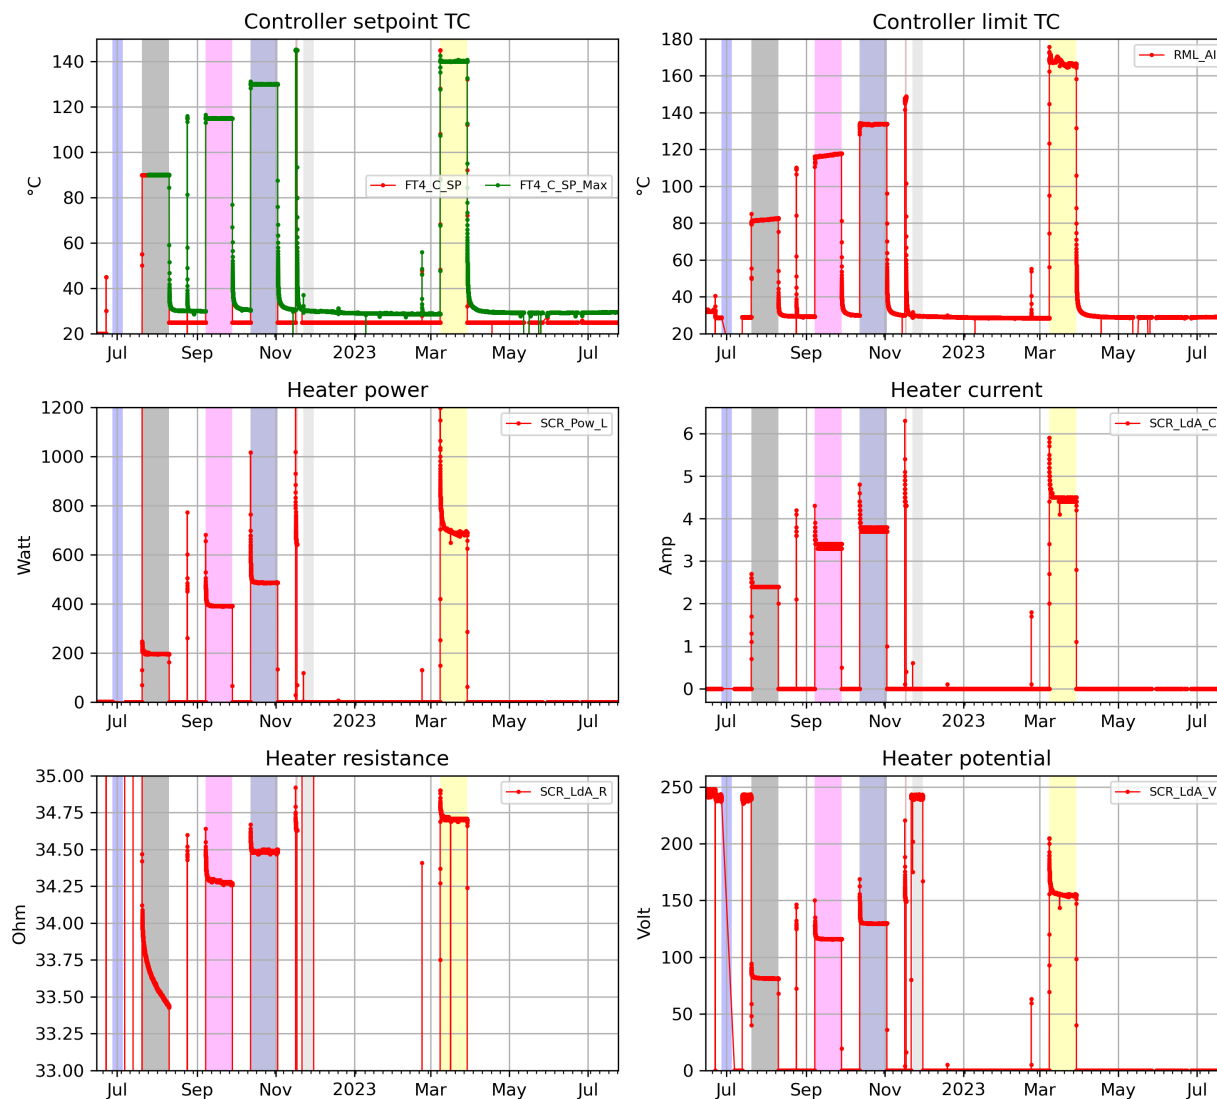 Controller setpoint TC
°C
140
120
100
80
60
40
20
FT4_C_SP
FT4_C_SP_Max
Jul
Sep
Nov
2023
Mar
May
Jul
Controller limit TC
°C
180
160
140
120
100
80
60
40
20
RML_AI
Jul
Sep
Nov
2023
Mar
May
Jul
Heater power
Watt
1200
1000
800
600
400
200
0
SCR_Pow_L
Jul
Sep
Nov
2023
Mar
May
Jul
Heater current
Amp
6
5
4
3
2
1
0
SCR_LdA_C
Jul
Sep
Nov
2023
Mar
May
Jul
Heater resistance
Ohm
35.00
34.75
34.50
34.25
34.00
33.75
33.50
33.25
33.00
SCR_LdA_R
Jul
Sep
Nov
2023
Mar
May
Jul
Heater potential
Volt
250
200
150
100
50
0
SCR_LdA_V
Jul
Sep
Nov
2023
Mar
May
Jul